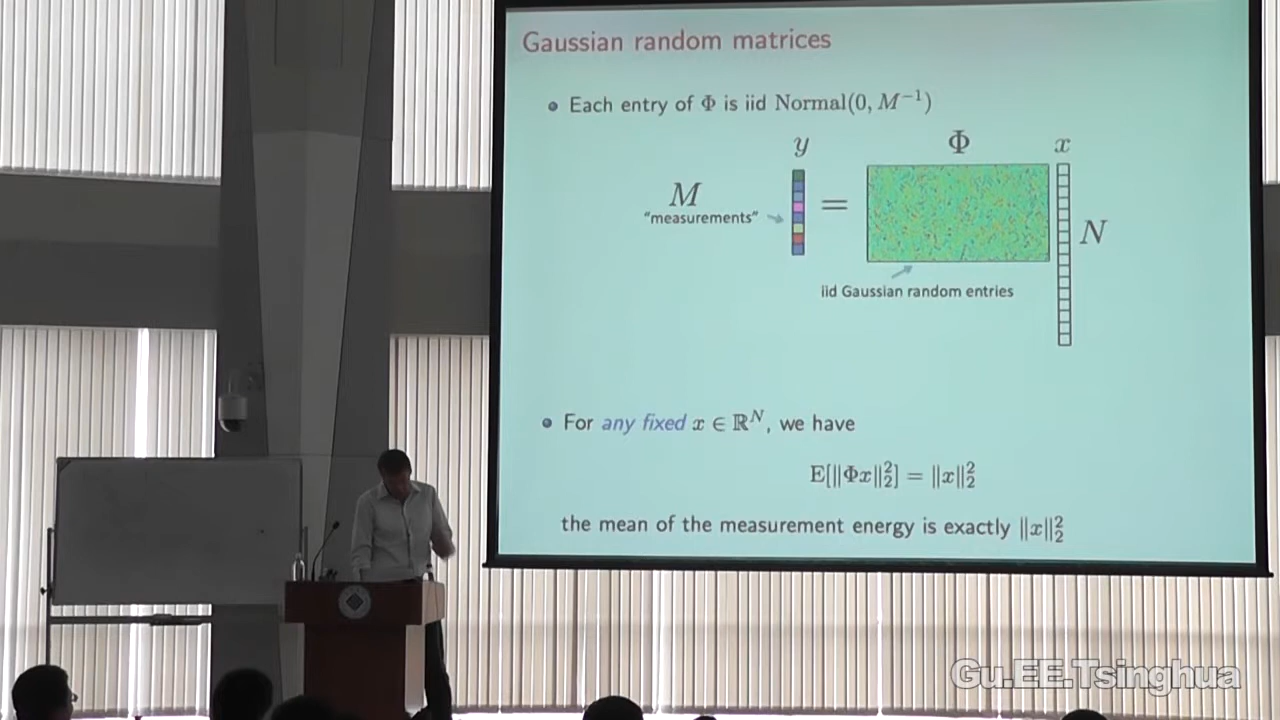 Gaussian random matrices
Each entry of Φ is iid Normal(0, M⁻¹)
y
Φ
x
M
"measurements"
=
N
iid Gaussian random entries
For any fixed x ∈ ℝᴺ, we have
E[‖Φx‖₂²] = ‖x‖₂²
the mean of the measurement energy is exactly ‖x‖₂²
Gu.EE.Tsinghua